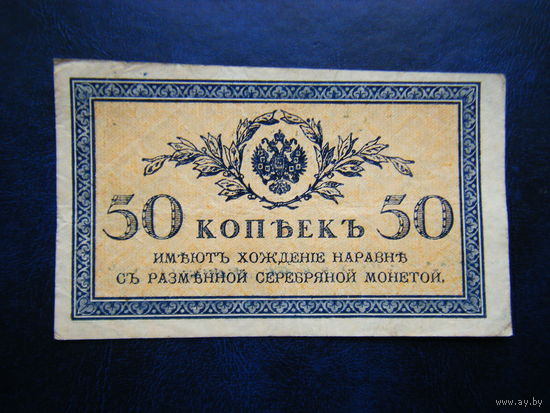 50 КОПѢЕКЪ 50
ИМѢЮТЪ ХОЖДЕНІЕ НАРАВНѢ
СЪ РАЗМѢННОЙ СЕРЕБРЯНОЙ МОНЕТОЙ.
www.ay.by